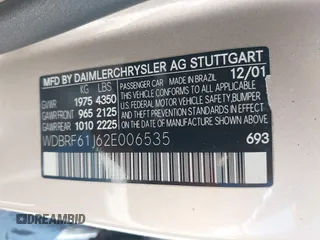 MFD BY DAIMLERCHRYSLER AG STUTTGART
KG LBS MADE IN BRAZIL 12/01
GVWR 1975 4350 PASSENGER CAR
GAWR FRONT 965 2125
GAWR REAR 1010 2225
THIS VEHICLE CONFORMS TO ALL APPLICABLE
U.S. FEDERAL MOTOR VEHICLE SAFETY, BUMPER,
AND THEFT PREVENTION STANDARDS IN EFFECT
ON THE DATE OF MANUFACTURE SHOWN ABOVE.
WDBRF61J62E006535 693
DREAMBID